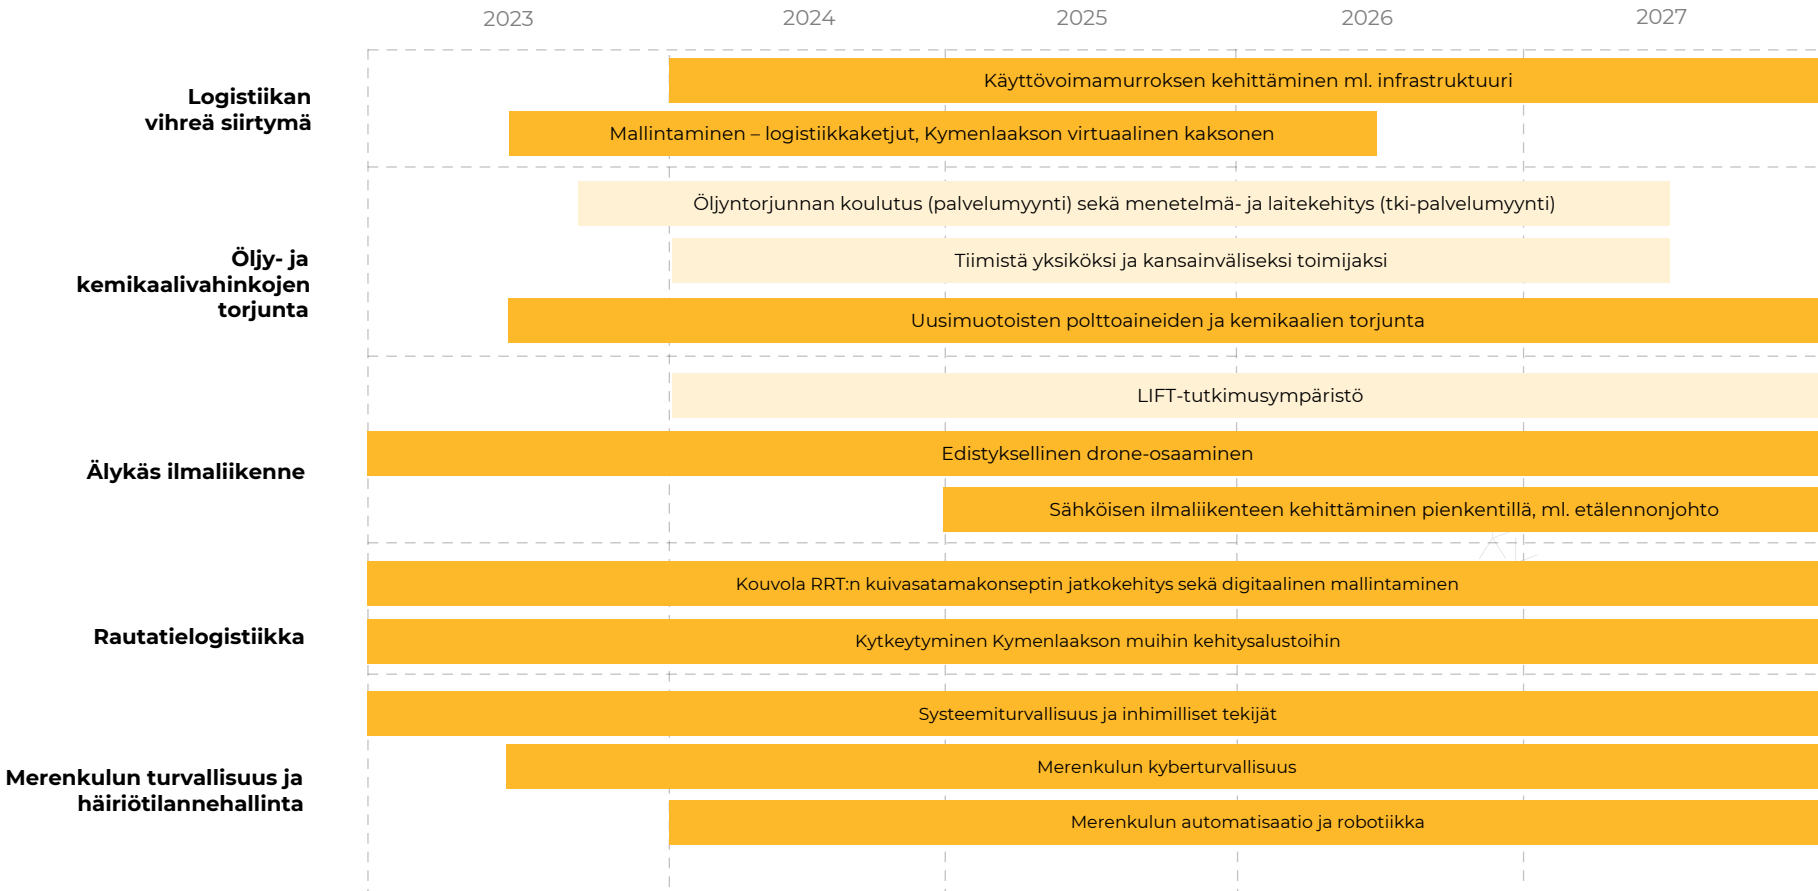 2023 2024 2025 2026 2027
Logistiikan
vihreä siirtymä
Käyttövoimamurroksen kehittäminen ml. infrastruktuuri
Mallintaminen – logistiikkaketjut, Kymenlaakson virtuaalinen kaksonen
Öljy- ja
kemikaalivahinkojen
torjunta
Öljyntorjunnan koulutus (palvelumyynti) sekä menetelmä- ja laitekehitys (tki-palvelumyynti)
Tiimistä yksiköksi ja kansainväliseksi toimijaksi
Uusimuotoisten polttoaineiden ja kemikaalien torjunta
Älykäs ilmaliikenne
LIFT-tutkimusympäristö
Edistyksellinen drone-osaaminen
Sähköisen ilmaliikenteen kehittäminen pienkentillä, ml. etälennonjohto
Rautatielogistiikka
Kouvola RRT:n kuivasatamakonseptin jatkokehitys sekä digitaalinen mallintaminen
Kytkeytyminen Kymenlaakson muihin kehitysalustoihin
Merenkulun turvallisuus ja
häiriötilannehallinta
Systeemiturvallisuus ja inhimilliset tekijät
Merenkulun kyberturvallisuus
Merenkulun automatisaatio ja robotiikka